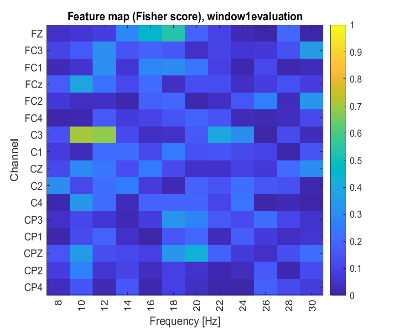 Feature map (Fisher score), window1evaluation
Channel
FZ
FC3
FC1
FCz
FC2
FC4
C3
C1
CZ
C2
C4
CP3
CP1
CPZ
CP2
CP4
8 10 12 14 16 18 20 22 24 26 28 30
Frequency [Hz]
1
0.9
0.8
0.7
0.6
0.5
0.4
0.3
0.2
0.1
0